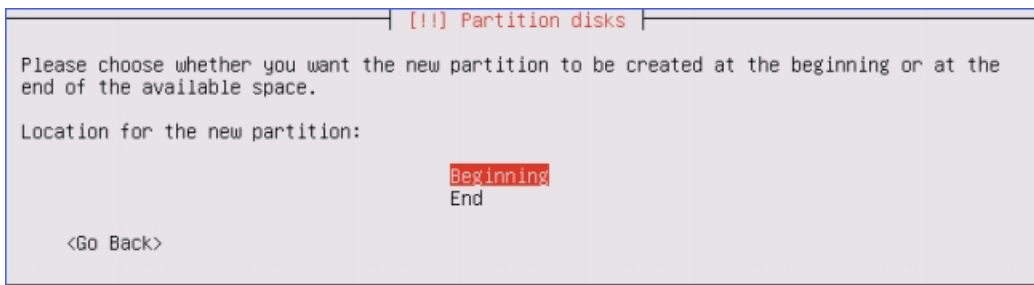 [!!] Partition disks
Please choose whether you want the new partition to be created at the beginning or at the
end of the available space.
Location for the new partition:
Beginning
End
<Go Back>